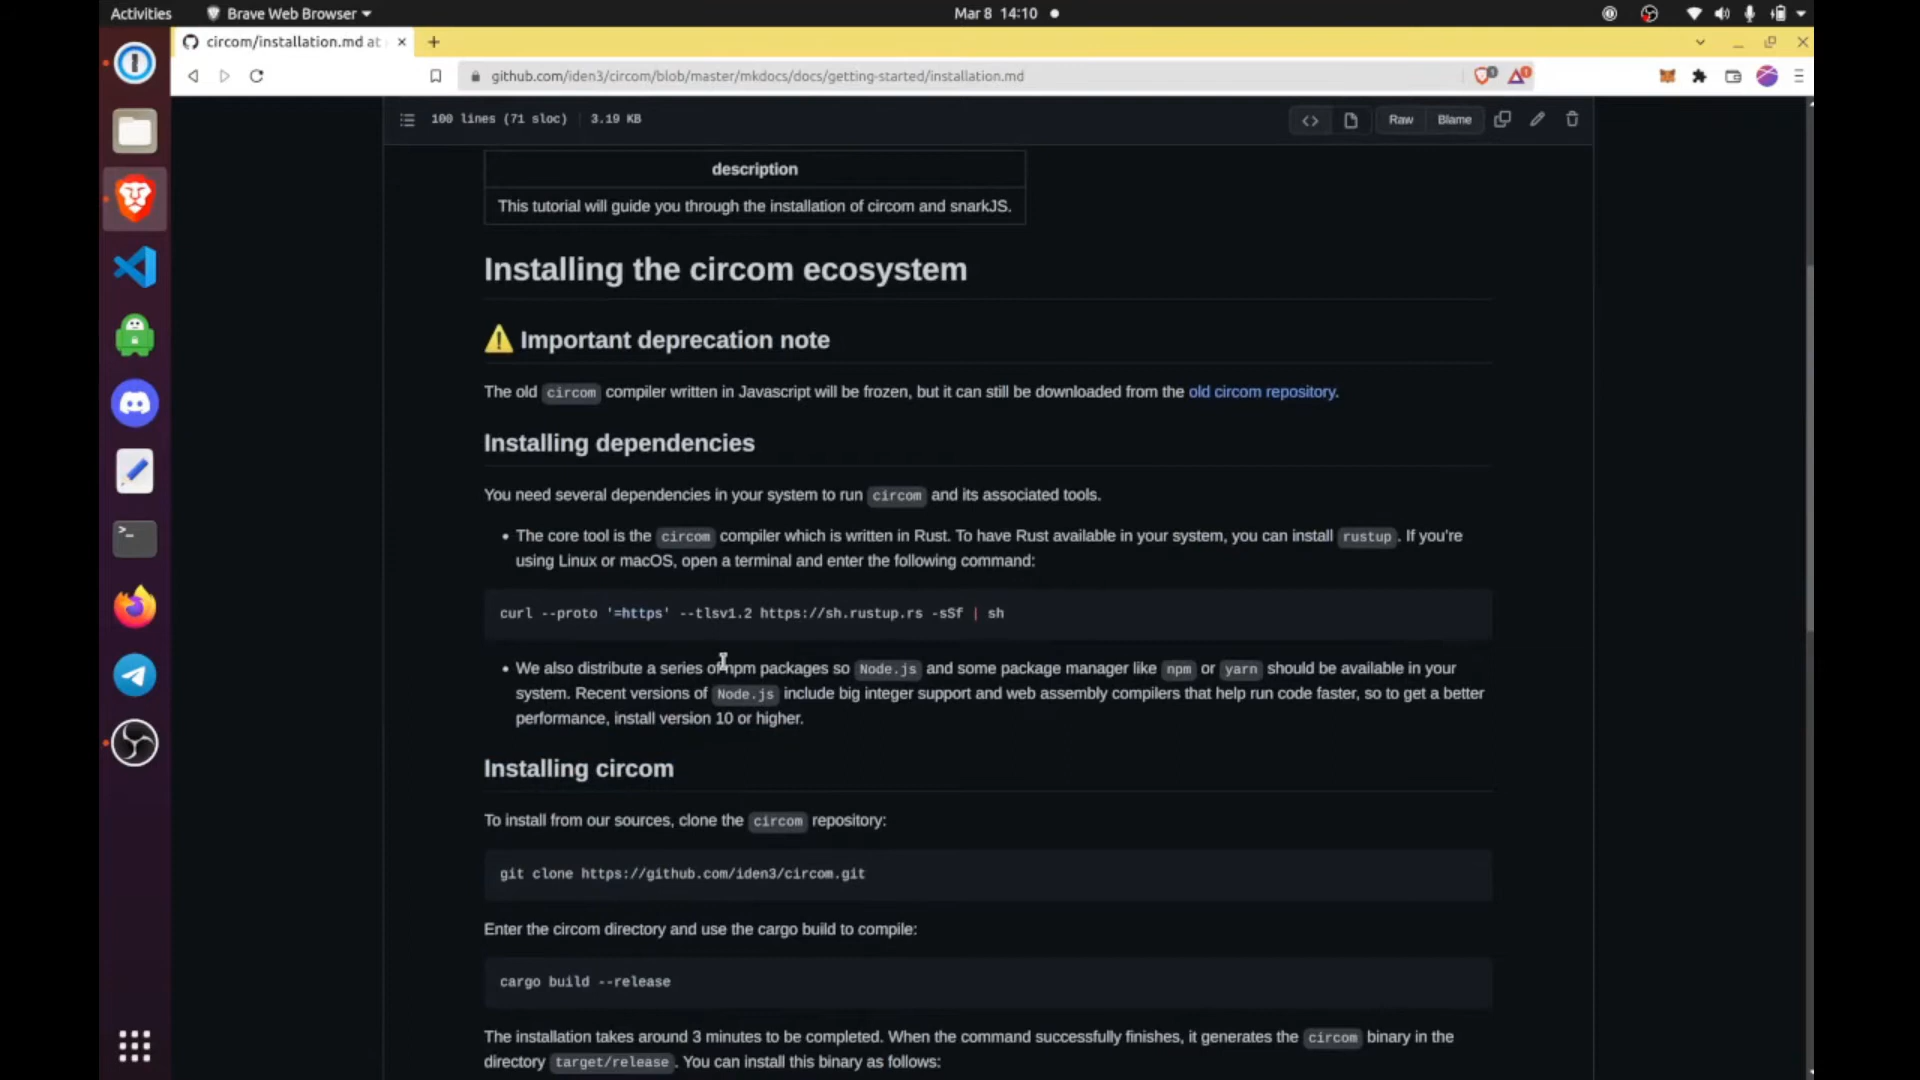 Activities
Brave Web Browser
Mar 8 14:10
circom/installation.md at
github.com/iden3/circom/blob/master/mkdocs/docs/getting-started/installation.md
100 lines (71 sloc) 3.19 KB
Raw
Blame
description
This tutorial will guide you through the installation of circom and snarkJS.
Installing the circom ecosystem
⚠️ Important deprecation note
The old circom compiler written in Javascript will be frozen, but it can still be downloaded from the old circom repository.
Installing dependencies
You need several dependencies in your system to run circom and its associated tools.
• The core tool is the circom compiler which is written in Rust. To have Rust available in your system, you can install rustup. If you're
using Linux or macOS, open a terminal and enter the following command:
curl --proto '=https' --tlsv1.2 https://sh.rustup.rs -sSf | sh
• We also distribute a series of npm packages so Node.js and some package manager like npm or yarn should be available in your
system. Recent versions of Node.js include big integer support and web assembly compilers that help run code faster, so to get a better
performance, install version 10 or higher.
Installing circom
To install from our sources, clone the circom repository:
git clone https://github.com/iden3/circom.git
Enter the circom directory and use the cargo build to compile:
cargo build --release
The installation takes around 3 minutes to be completed. When the command successfully finishes, it generates the circom binary in the
directory target/release. You can install this binary as follows: